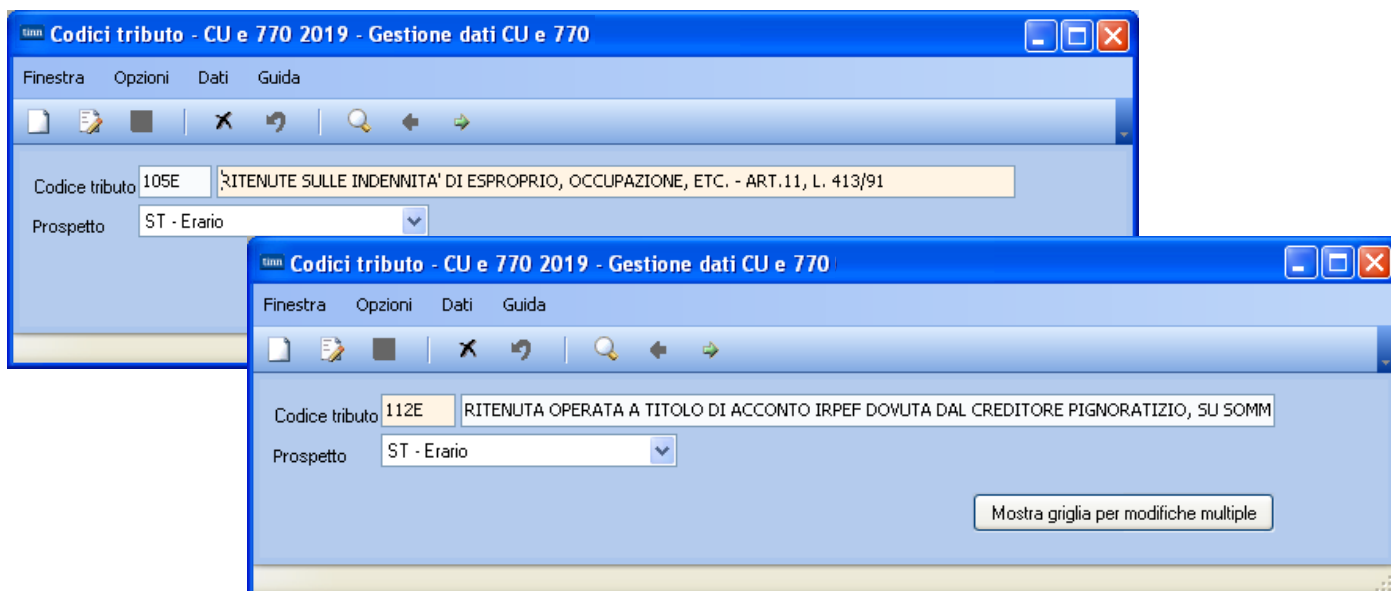 tinn Codici tributo - CU e 770 2019 - Gestione dati CU e 770
Finestra Opzioni Dati Guida
Codice tributo 105E RITENUTE SULLE INDENNITA' DI ESPROPRIO, OCCUPAZIONE, ETC. - ART.11, L. 413/91
Prospetto ST - Erario
tinn Codici tributo - CU e 770 2019 - Gestione dati CU e 770
Finestra Opzioni Dati Guida
Codice tributo 112E RITENUTA OPERATA A TITOLO DI ACCONTO IRPEF DOVUTA DAL CREDITORE PIGNORATIZIO, SU SOMM
Prospetto ST - Erario
Mostra griglia per modifiche multiple